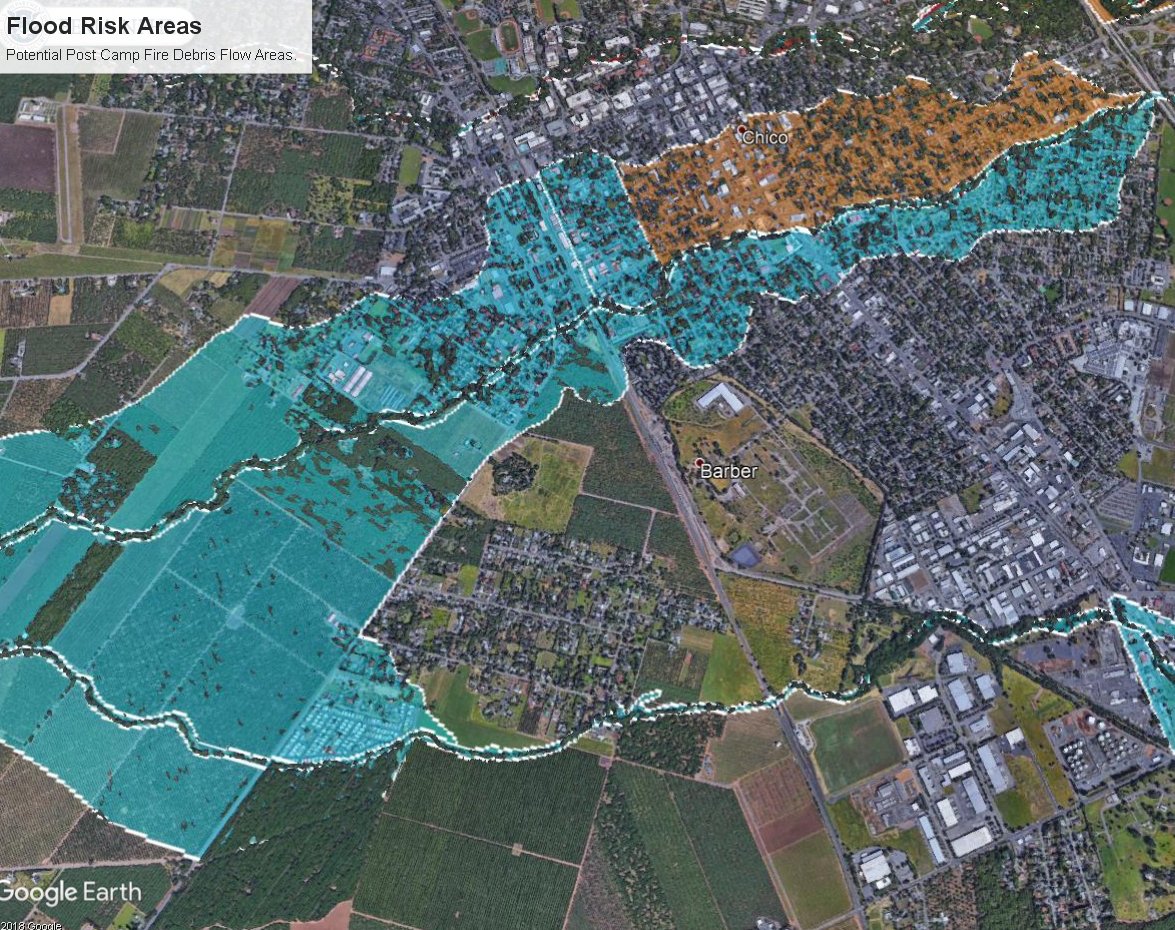 Flood Risk Areas
Potential Post Camp Fire Debris Flow Areas.
Chico
Barber
Google Earth
2018 Google